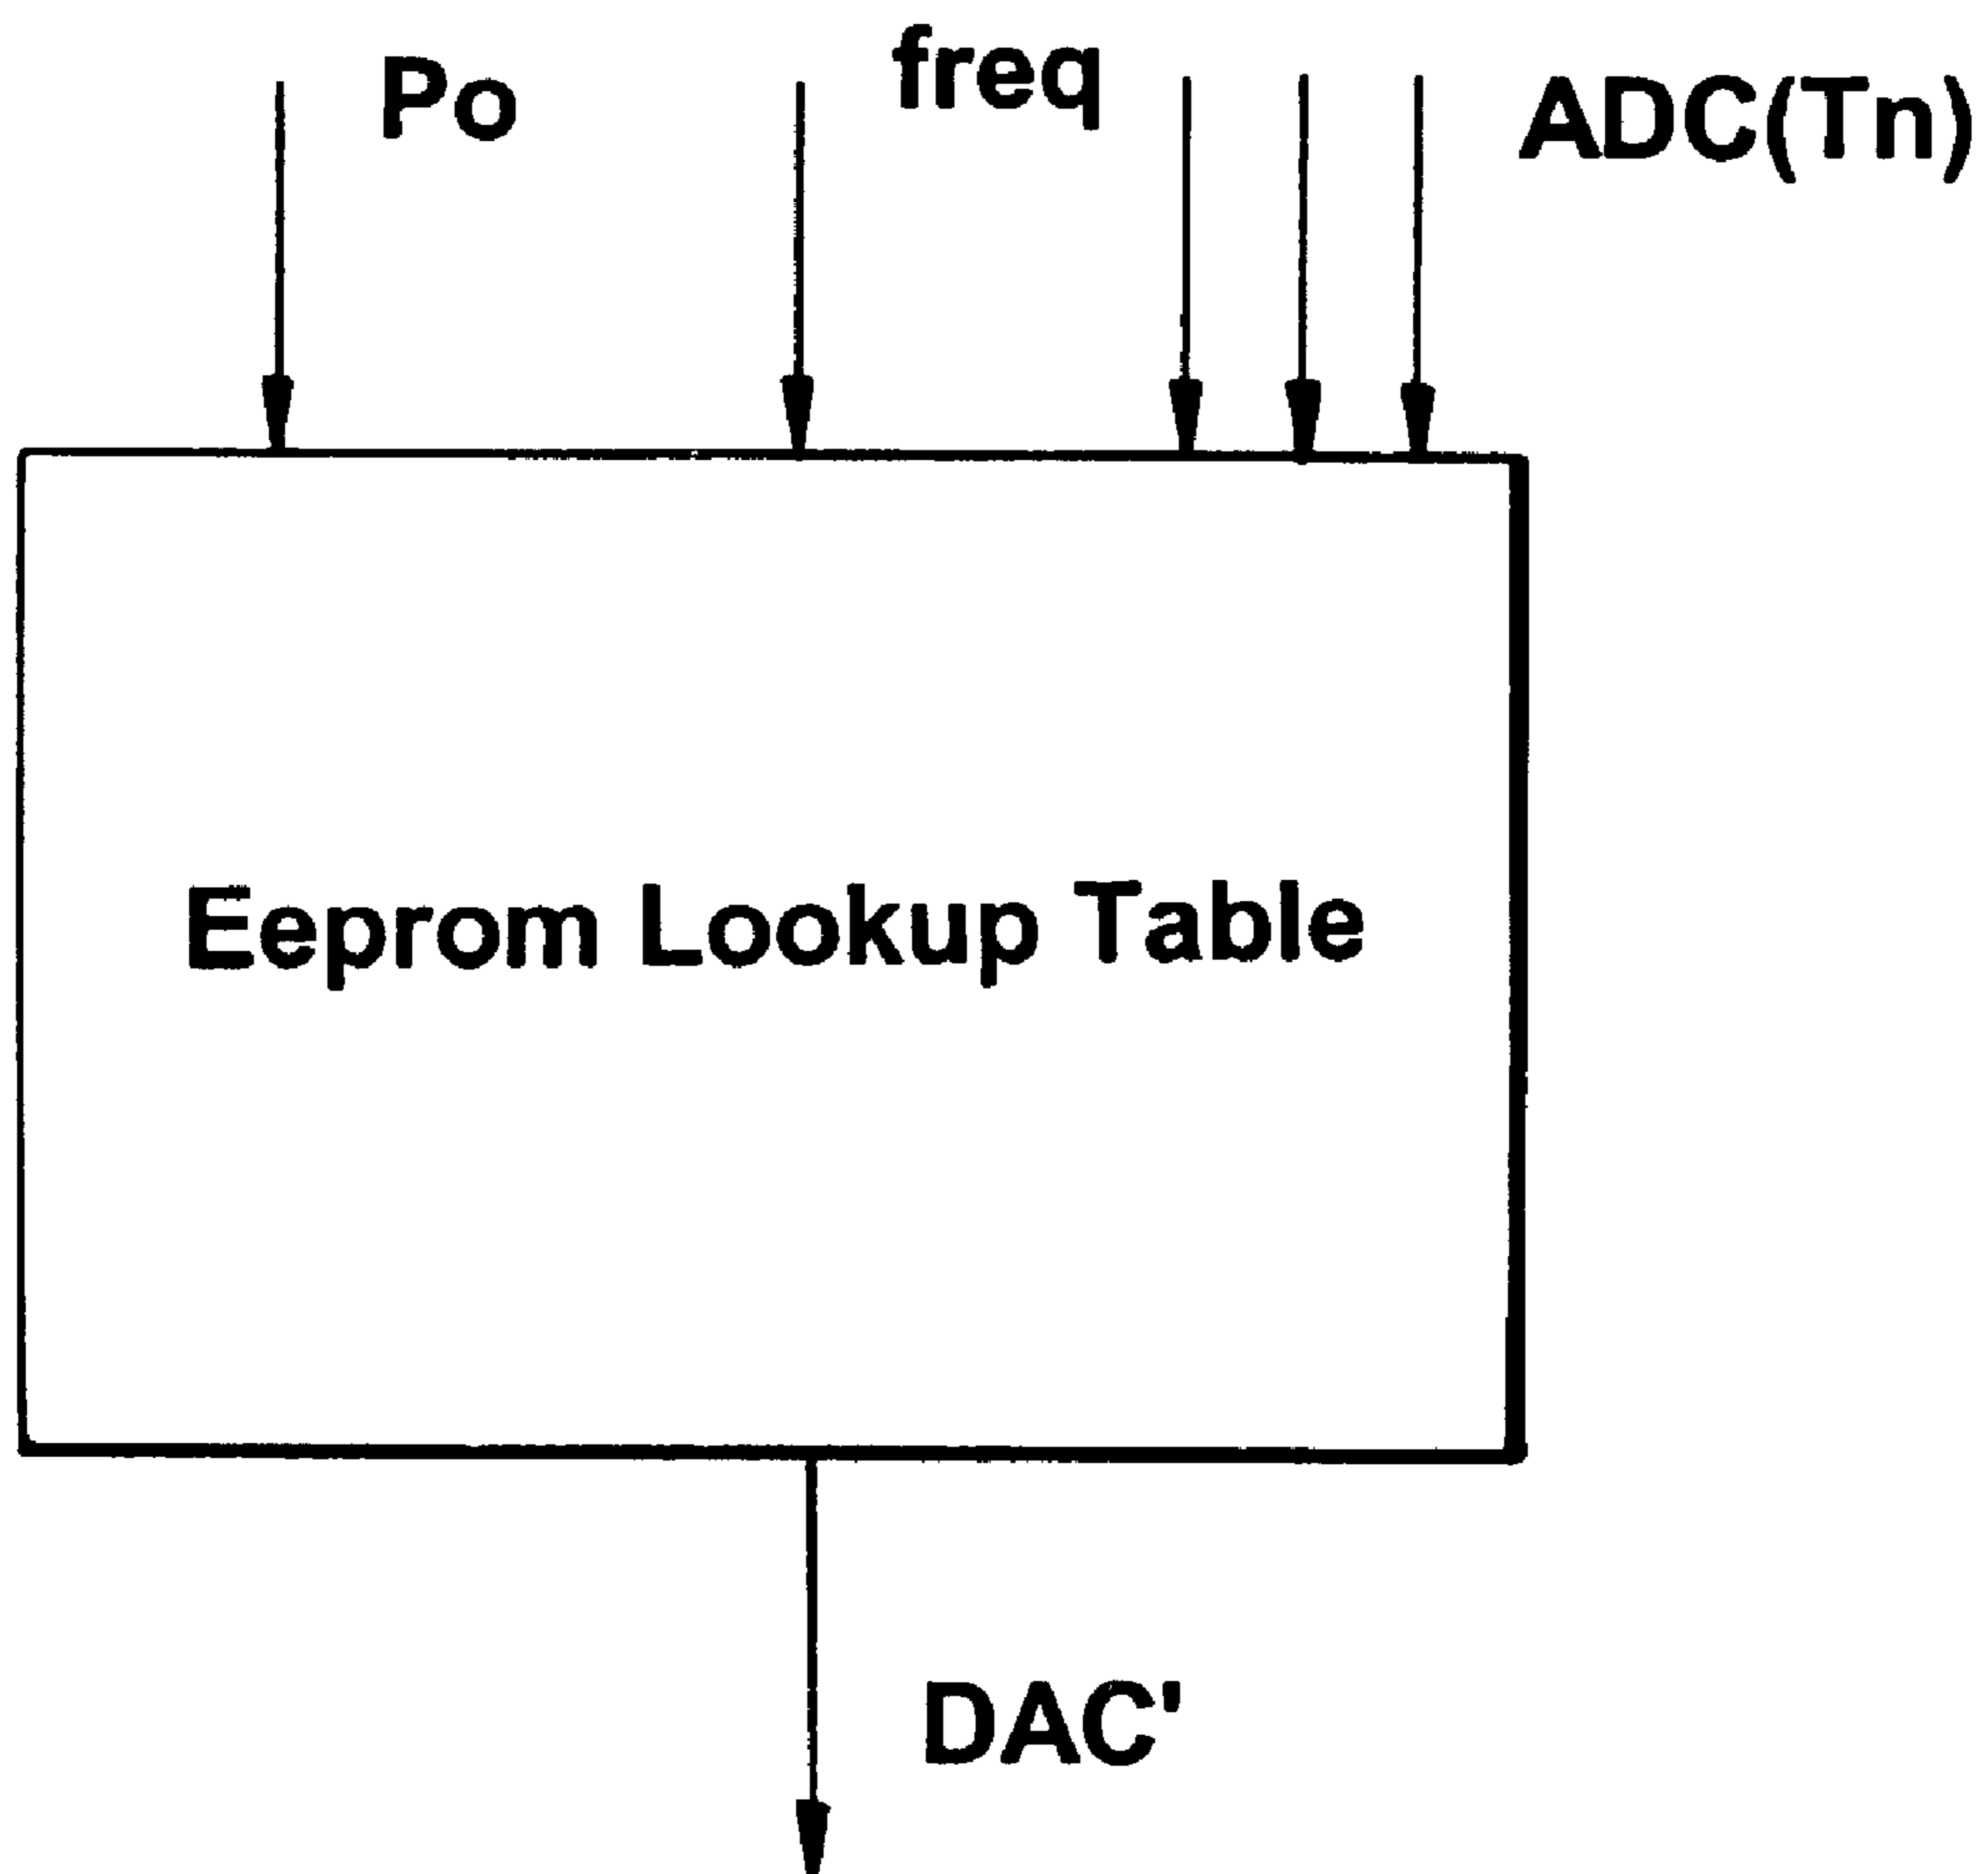 Po
freq
ADC(Tn)
Eeprom Lookup Table
DAC'